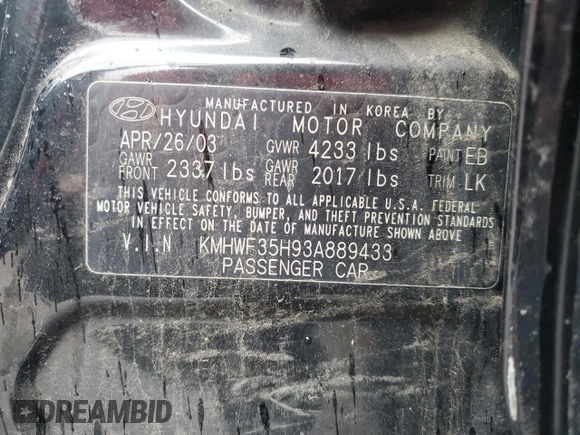 MANUFACTURED IN KOREA BY
HYUNDAI MOTOR COMPANY
APR/26/03 GVWR 4233 lbs PAINT EB
GAWR FRONT 2337 lbs GAWR REAR 2017 lbs TRIM LK
THIS VEHICLE CONFORMS TO ALL APPLICABLE U.S.A. FEDERAL
MOTOR VEHICLE SAFETY, BUMPER, AND THEFT PREVENTION STANDARDS
IN EFFECT ON THE DATE OF MANUFACTURE SHOWN ABOVE
V.I.N KMHWF35H93A889433
PASSENGER CAR
DREAMBID